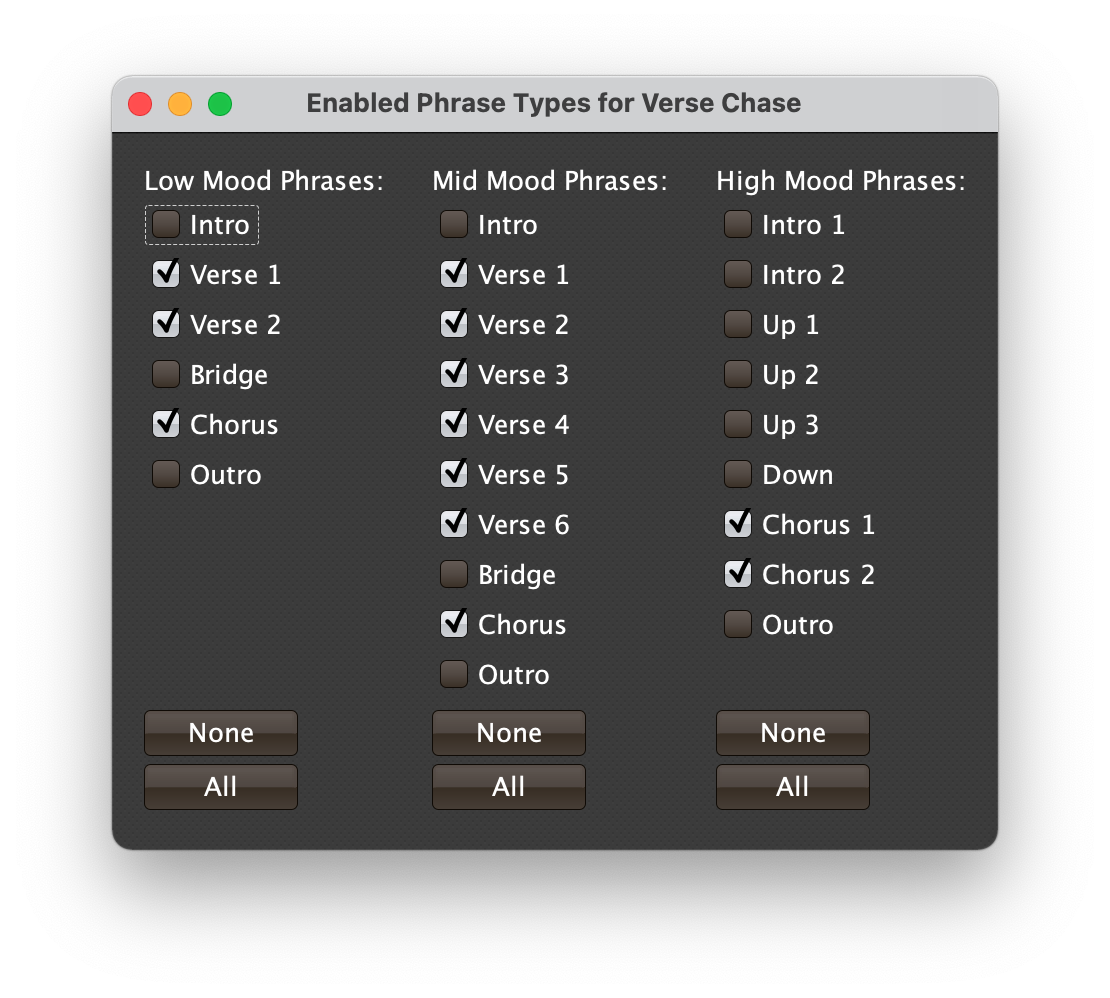 Enabled Phrase Types for Verse Chase
Low Mood Phrases:
Intro
Verse 1
Verse 2
Bridge
Chorus
Outro
None
All
Mid Mood Phrases:
Intro
Verse 1
Verse 2
Verse 3
Verse 4
Verse 5
Verse 6
Bridge
Chorus
Outro
None
All
High Mood Phrases:
Intro 1
Intro 2
Up 1
Up 2
Up 3
Down
Chorus 1
Chorus 2
Outro
None
All